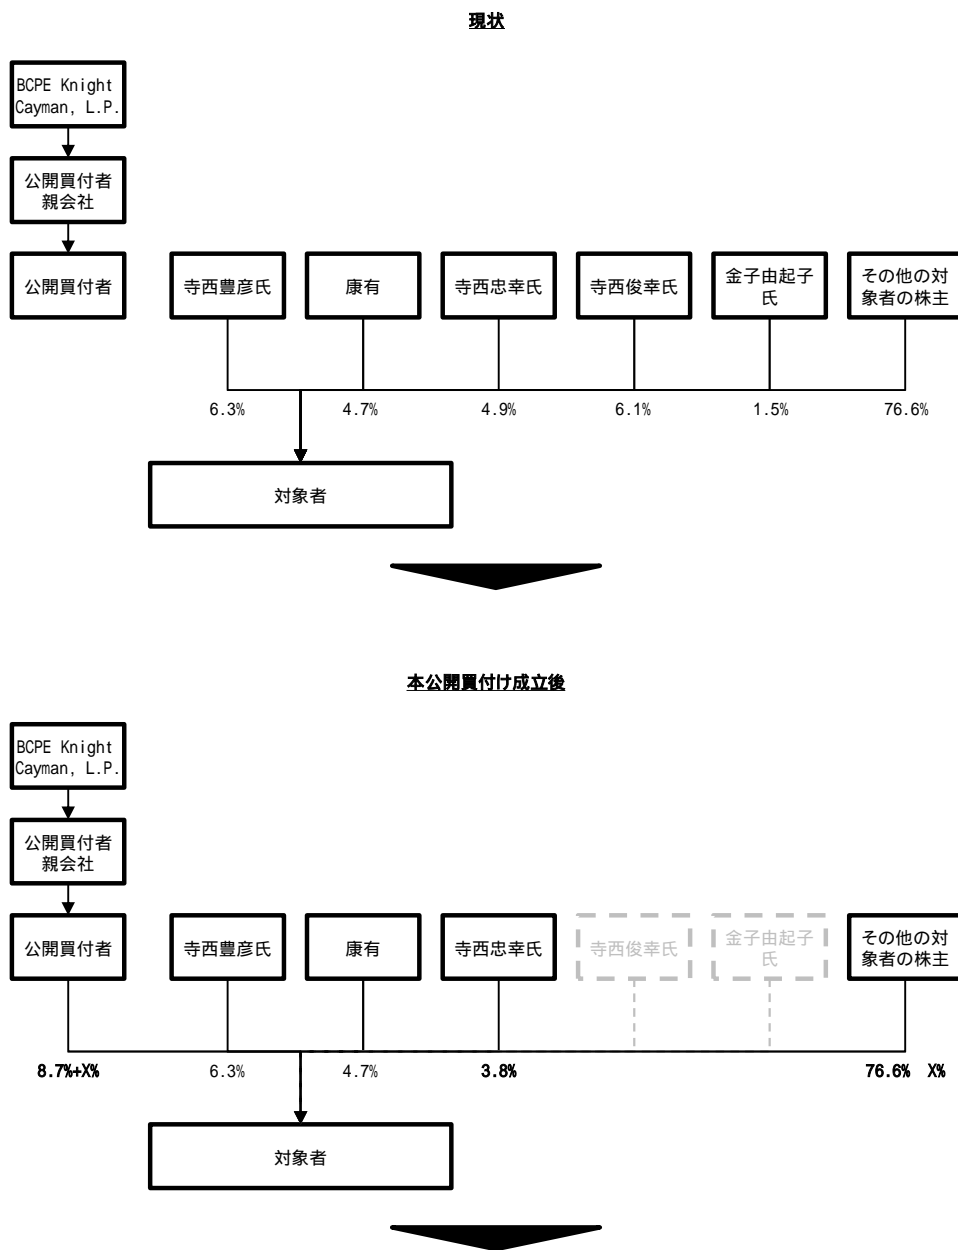 現状
BCPE Knight
Cayman, L.P.
公開買付者
親会社
公開買付者
寺西豊彦氏
康有
寺西忠幸氏
寺西俊幸氏
金子由起子
氏
その他の対
象者の株主
6.3%
4.7%
4.9%
6.1%
1.5%
76.6%
対象者
本公開買付け成立後
BCPE Knight
Cayman, L.P.
公開買付者
親会社
公開買付者
寺西豊彦氏
康有
寺西忠幸氏
寺西俊幸氏
金子由起子
氏
その他の対
象者の株主
8.7%+X%
6.3%
4.7%
3.8%
76.6% X%
対象者